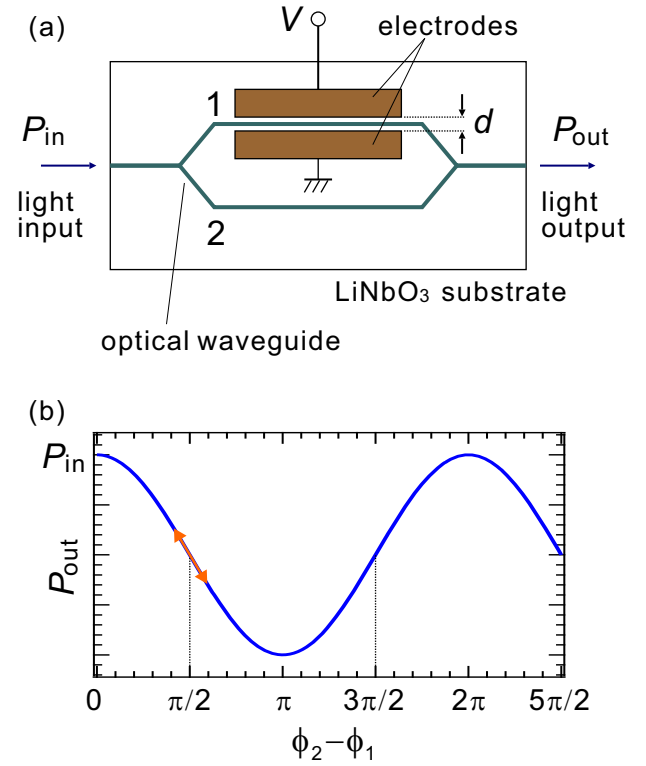 (a)
V
electrodes
1
d
P_in
P_out
light
input
light
output
2
LiNbO₃ substrate
optical waveguide
(b)
P_in
P_out
0
π/2
π
3π/2
2π
5π/2
ϕ₂−ϕ₁